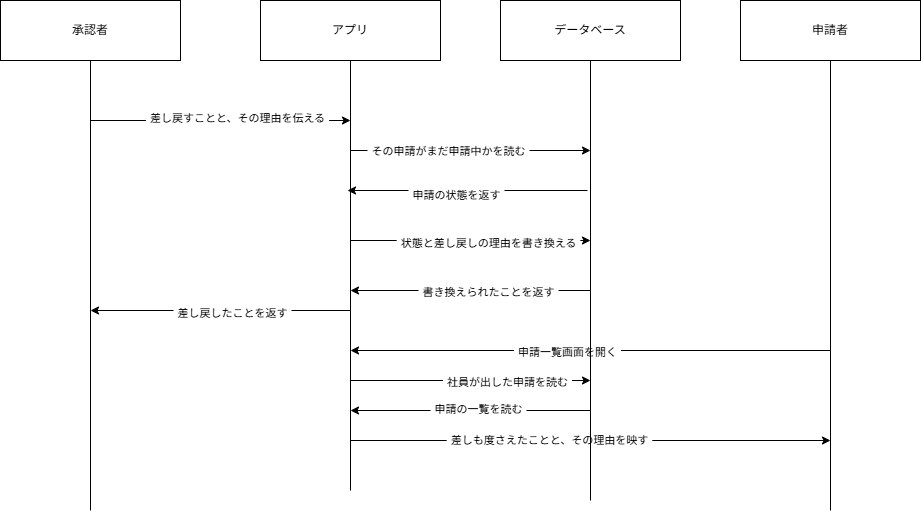 承認者
アプリ
データベース
申請者
差し戻すことと、その理由を伝える
その申請がまだ申請中かを読む
申請の状態を返す
状態と差し戻しの理由を書き換える
書き換えられたことを返す
差し戻したことを返す
申請一覧画面を開く
社員が出した申請を読む
申請の一覧を読む
差しも度さえたことと、その理由を映す